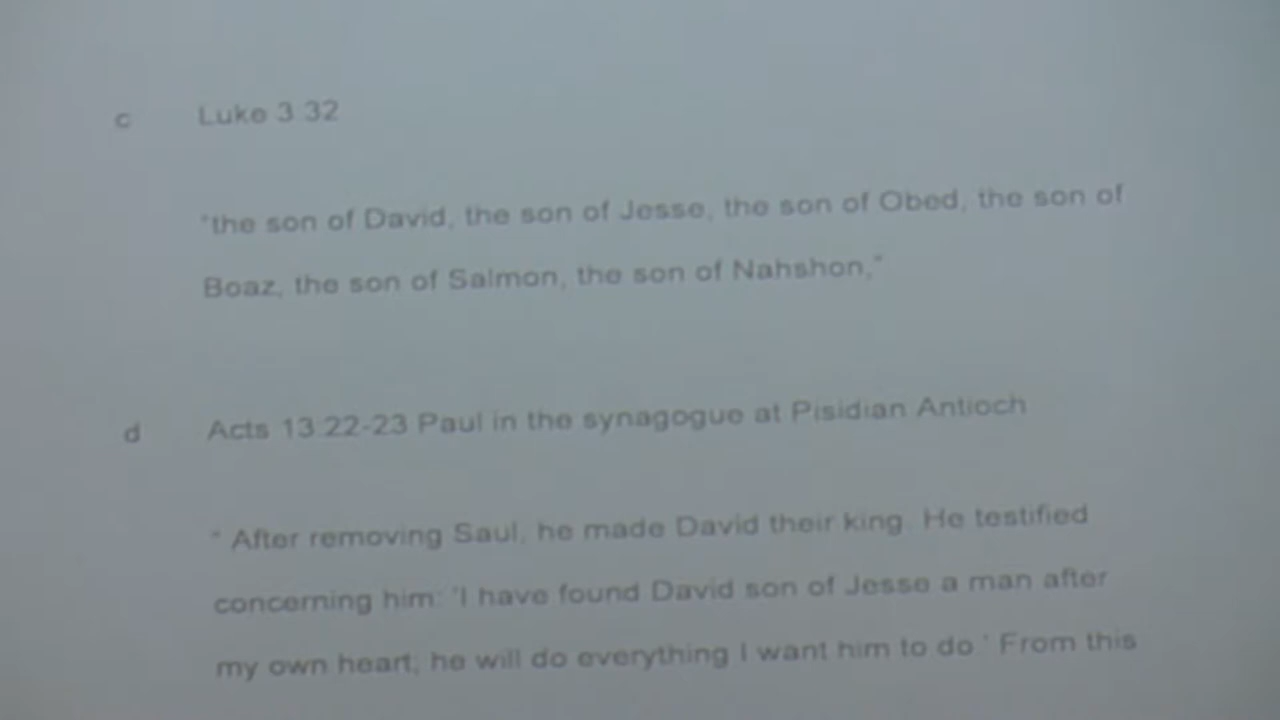 c Luke 3 32
"the son of David, the son of Jesse, the son of Obed, the son of
Boaz, the son of Salmon, the son of Nahshon,"
d Acts 13 22-23 Paul in the synagogue at Pisidian Antioch
" After removing Saul, he made David their king. He testified
concerning him: 'I have found David son of Jesse a man after
my own heart; he will do everything I want him to do ' From this